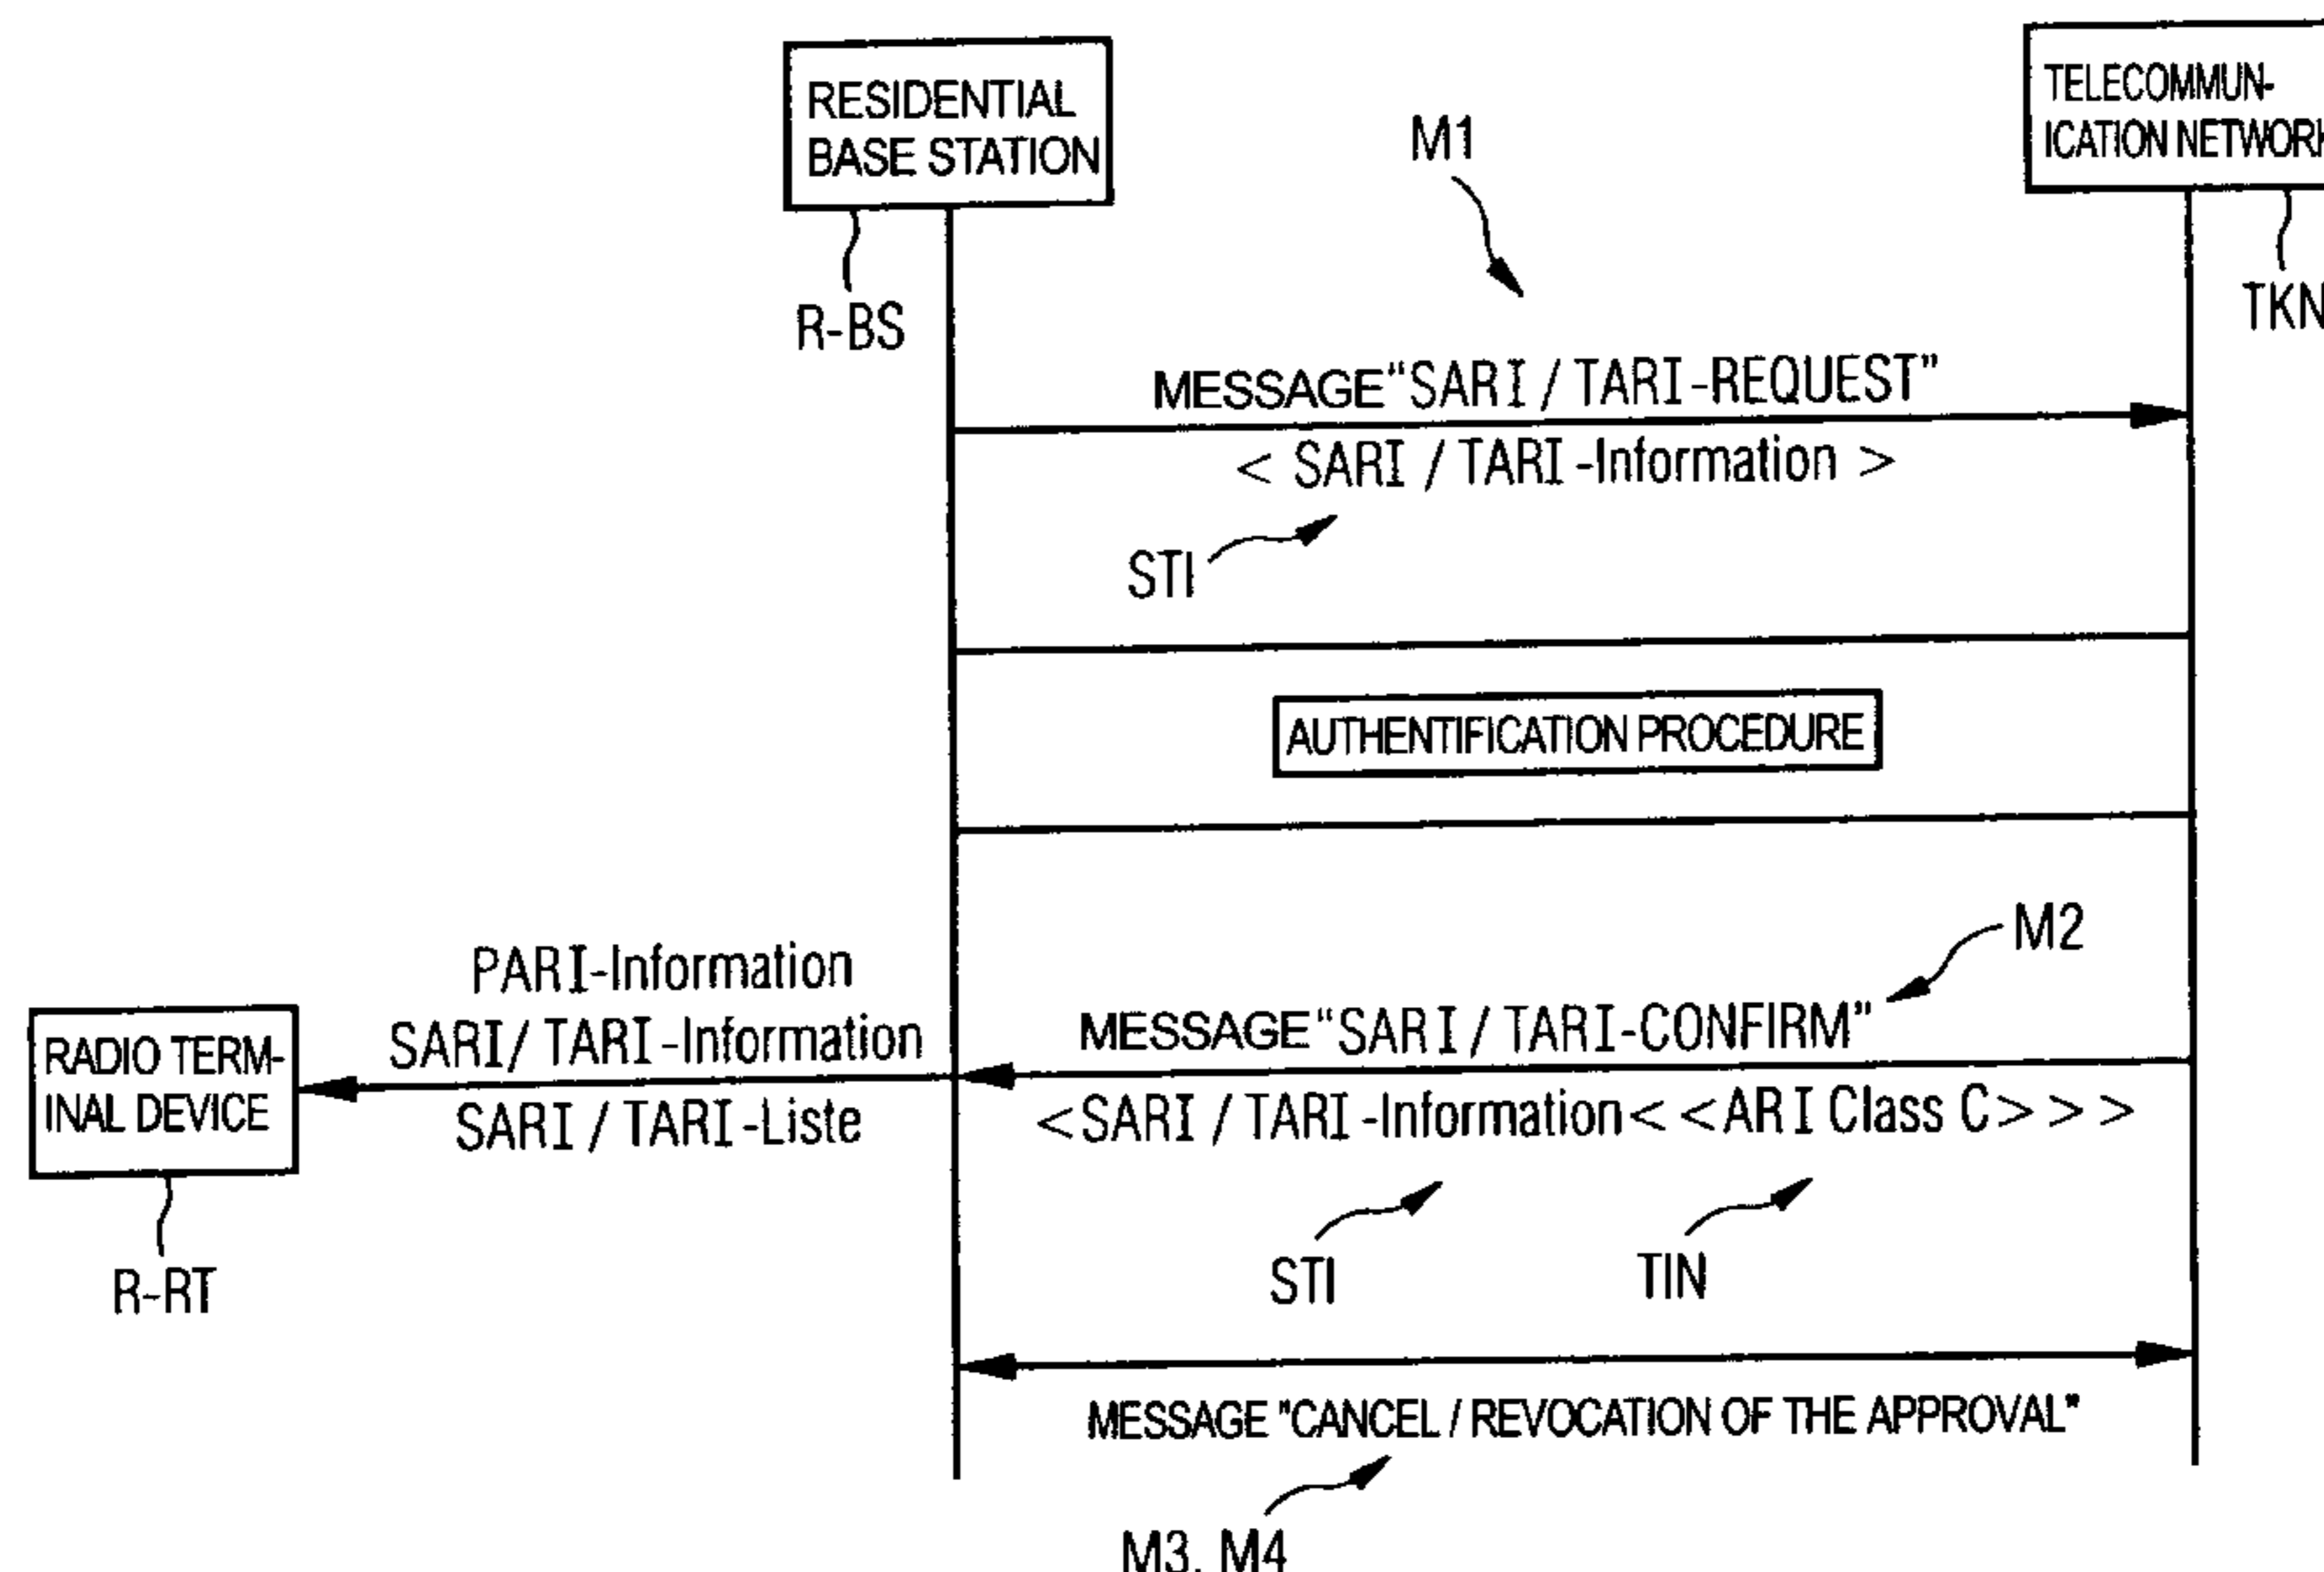 RESIDENTIAL
BASE STATION
R-BS
TELECOMMUN-
ICATION NETWORK
TKN
M1
MESSAGE "SARI / TARI-REQUEST"
< SARI / TARI-Information >
STI
AUTHENTIFICATION PROCEDURE
M2
PARI-Information
SARI / TARI-Information
SARI / TARI-Liste
RADIO TERM-
INAL DEVICE
R-RT
MESSAGE "SARI / TARI-CONFIRM"
<SARI / TARI-Information< <ARI Class C> > >
STI
TIN
MESSAGE "CANCEL / REVOCATION OF THE APPROVAL"
M3, M4